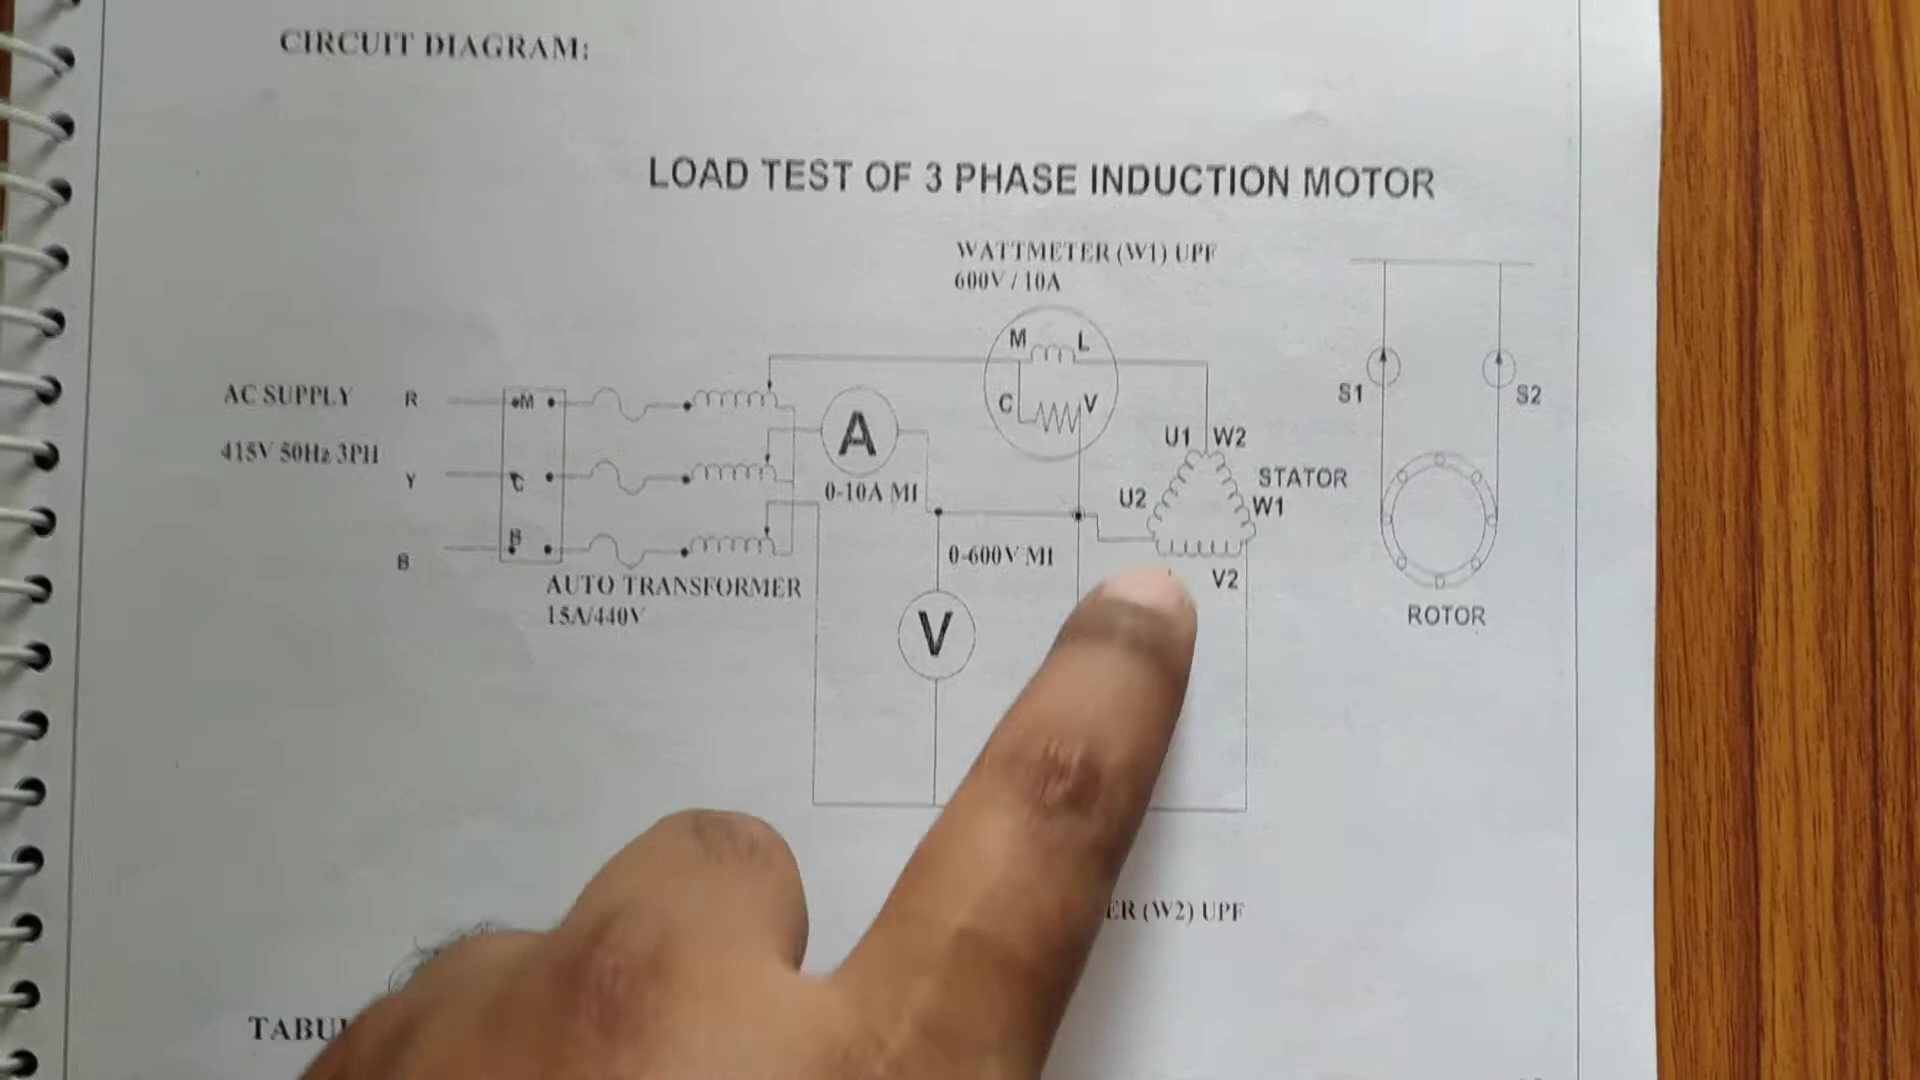 CIRCUIT DIAGRAM:
LOAD TEST OF 3 PHASE INDUCTION MOTOR
WATTMETER (W1) UPF
600V / 10A
M L
C V
AC SUPPLY R
415V 50Hz 3PH
Y
B
M
C
B
A
0-10A MI
0-600V MI
V
AUTO TRANSFORMER
15A/440V
U1 W2
STATOR
U2 W1
V2
S1 S2
ROTOR
ER (W2) UPF
TABU